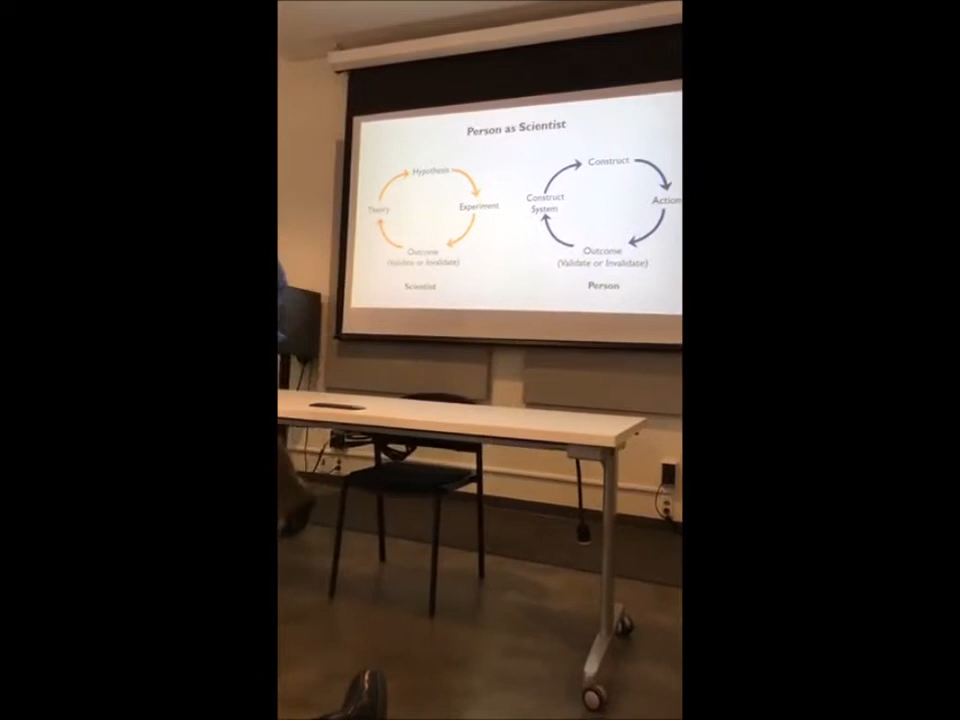 Person as Scientist
Hypothesis
Theory
Experiment
Outcome
(Validate or Invalidate)
Scientist
Construct
Construct
System
Action
Outcome
(Validate or Invalidate)
Person